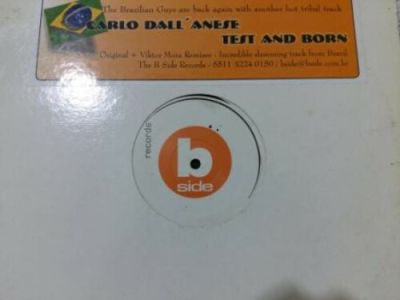 The Brazilian Guys are back again with another hot tribal track
CARLO DALL´ANESE
TEST AND BORN
Original + Viktor Mora Remixes - Incredible slamming track from Brazil
The B Side Records - 5511 3224 0150 / bside@bside.com.br
records
b
side